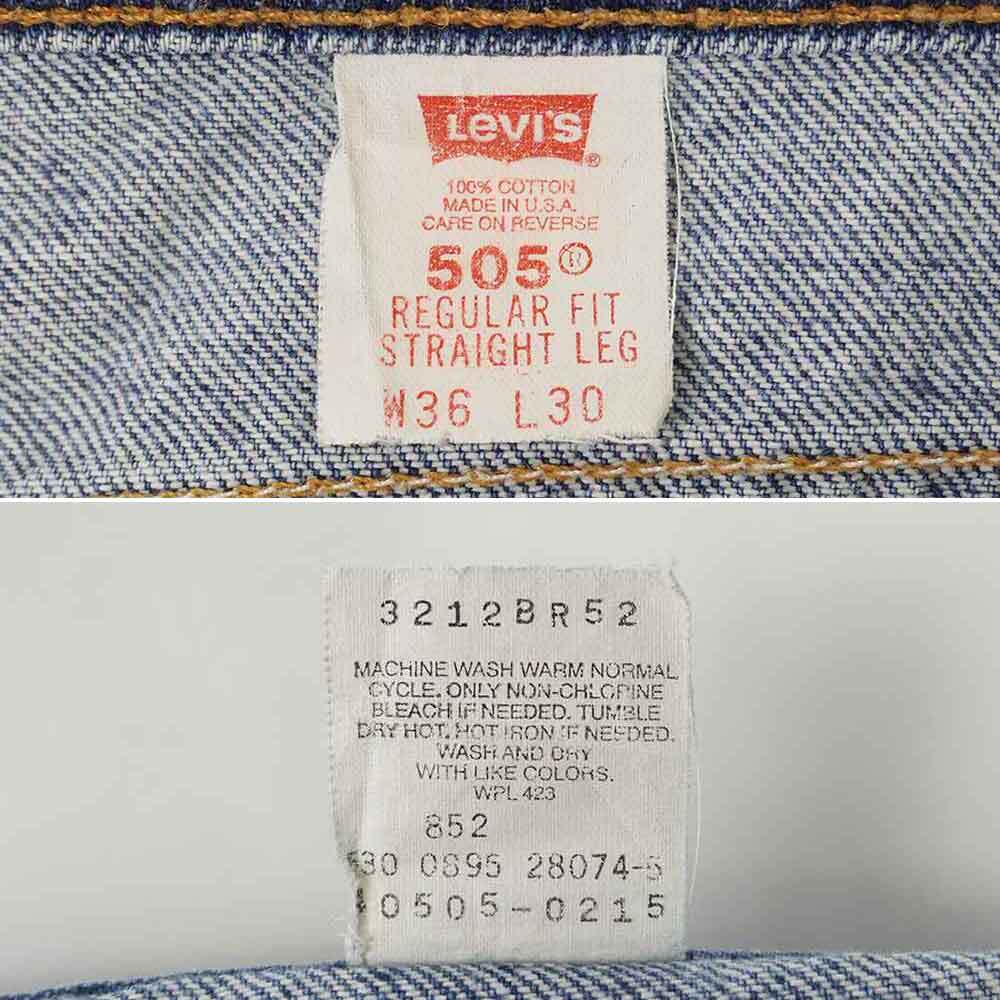 Levi's®
100% COTTON
MADE IN U.S.A.
CARE ON REVERSE
505®
REGULAR FIT
STRAIGHT LEG
W36 L30
3212BR52
MACHINE WASH WARM NORMAL
CYCLE. ONLY NON-CHLORINE
BLEACH IF NEEDED. TUMBLE
DRY HOT. HOT IRON IF NEEDED.
WASH AND DRY
WITH LIKE COLORS.
WPL 423
852
0895 28074-5
0505-0215